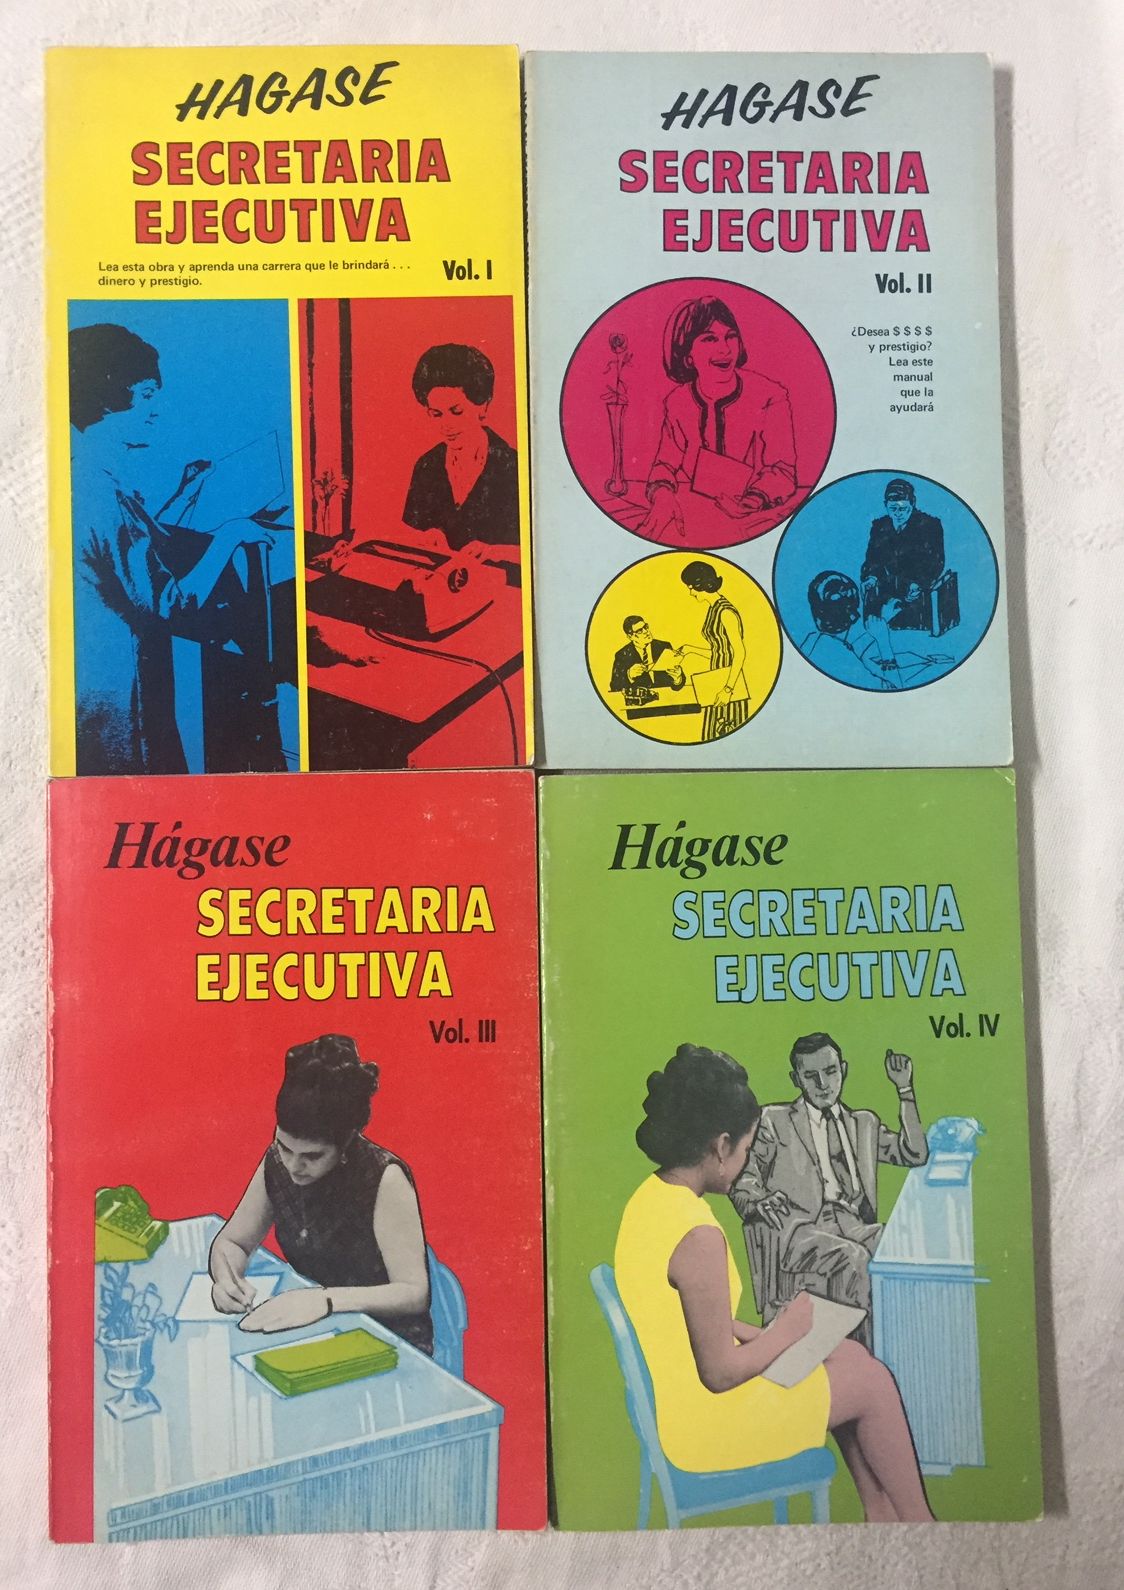 HAGASE
SECRETARIA
EJECUTIVA
Lea esta obra y aprenda una carrera que le brindará . . .
dinero y prestigio.
Vol. I
HAGASE
SECRETARIA
EJECUTIVA
Vol. II
¿Desea $ $ $ $
y prestigio?
Lea este
manual
que la
ayudará
Hágase
SECRETARIA
EJECUTIVA
Vol. III
Hágase
SECRETARIA
EJECUTIVA
Vol. IV